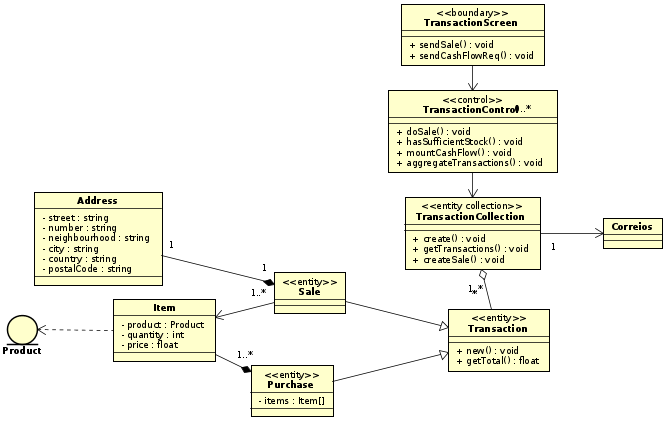 <<boundary>>
TransactionScreen
+ sendSale() : void
+ sendCashFlowReq() : void
<<control>>
TransactionControl
..*
+ doSale() : void
+ hasSufficientStock() : void
+ mountCashFlow() : void
+ aggregateTransactions() : void
Address
- street : string
- number : string
- neighbourhood : string
- city : string
- country : string
- postalCode : string
<<entity collection>>
TransactionCollection
+ create() : void
+ getTransactions() : void
+ createSale() : void
Correios
1
1
1
<<entity>>
Sale
1..*
1..*
Item
- product : Product
- quantity : int
- price : float
<<entity>>
Transaction
+ new() : void
+ getTotal() : float
Product
1..*
<<entity>>
Purchase
- items : Item[]